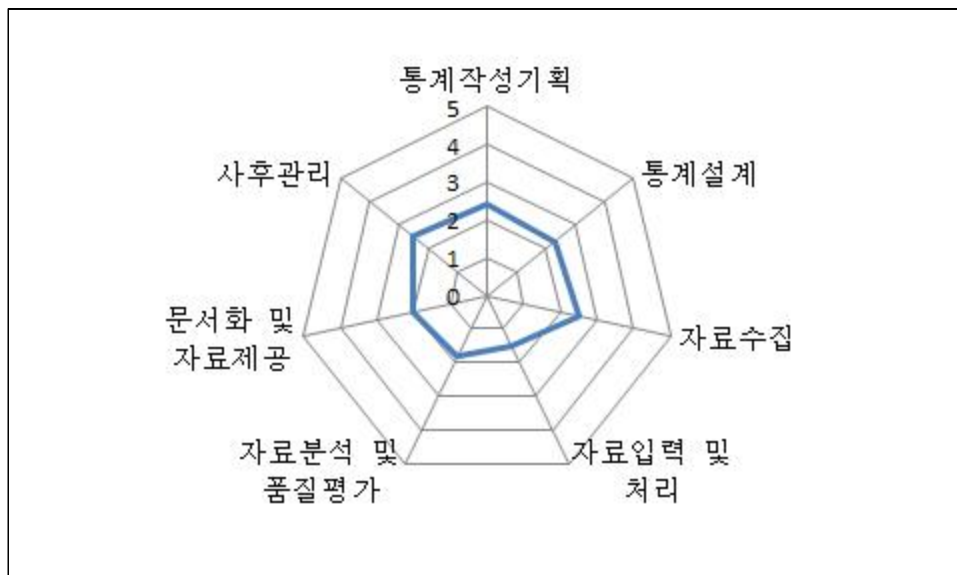 통계작성기획
5
4
3
2
1
0
통계설계
자료수집
자료입력 및
처리
자료분석 및
품질평가
문서화 및
자료제공
사후관리